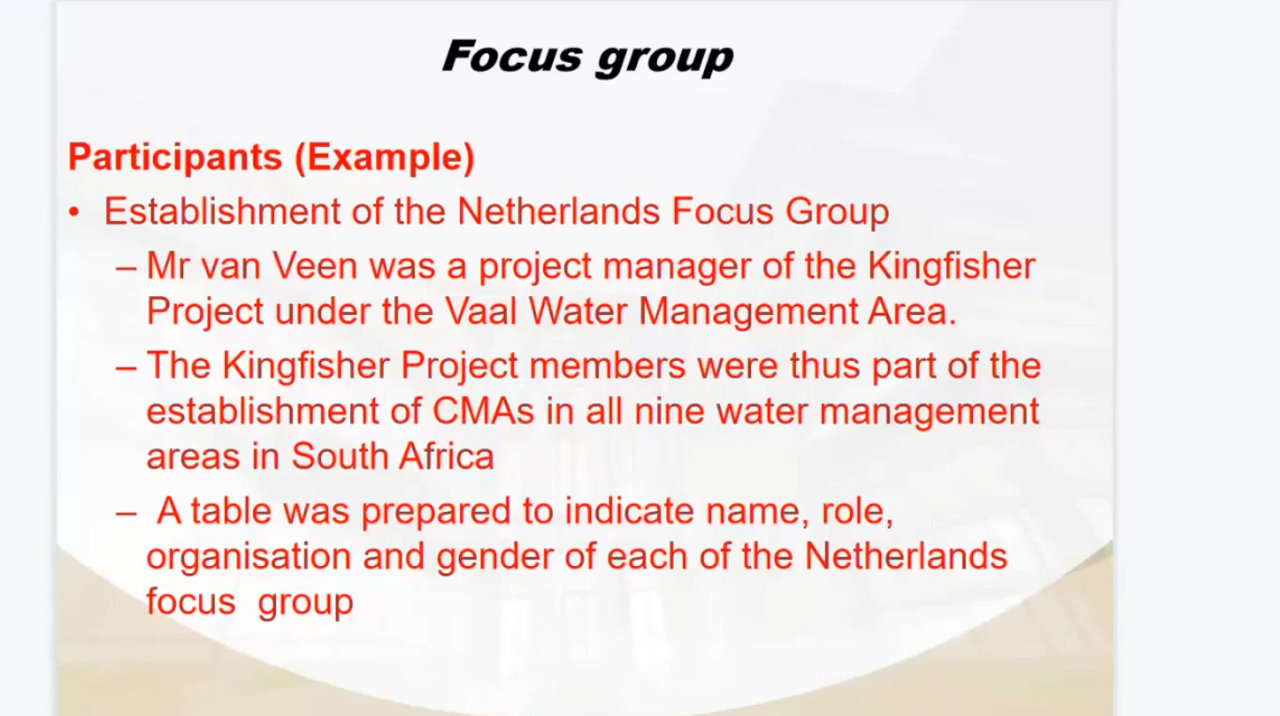 Focus group
Participants (Example)
• Establishment of the Netherlands Focus Group
– Mr van Veen was a project manager of the Kingfisher
Project under the Vaal Water Management Area.
– The Kingfisher Project members were thus part of the
establishment of CMAs in all nine water management
areas in South Africa
– A table was prepared to indicate name, role,
organisation and gender of each of the Netherlands
focus group